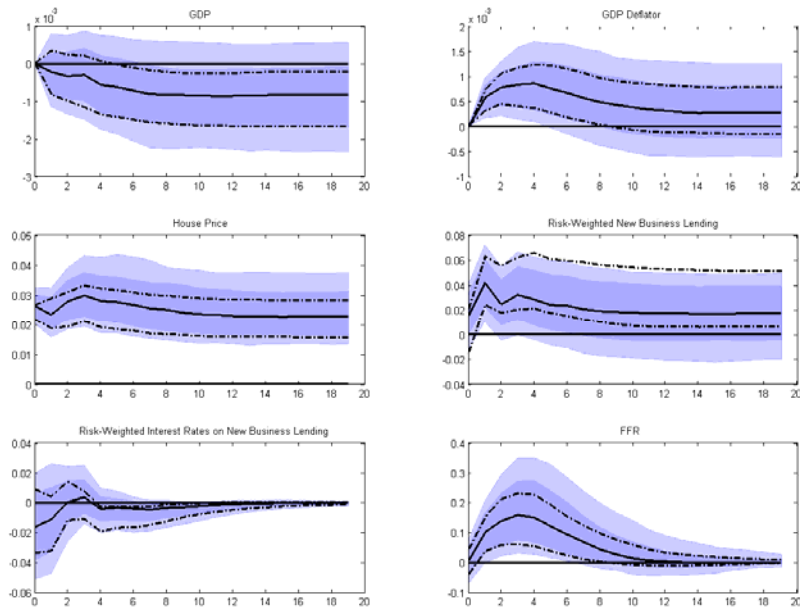 GDP
x 10⁻³
1
0
-1
-2
-3
0 2 4 6 8 10 12 14 16 18 20
GDP Deflator
x 10⁻³
2
1.5
1
0.5
0
-0.5
-1
0 2 4 6 8 10 12 14 16 18 20
House Price
0.06
0.05
0.04
0.03
0.02
0.01
0
0 2 4 6 8 10 12 14 16 18 20
Risk-Weighted New Business Lending
0.08
0.06
0.04
0.02
0
-0.02
-0.04
0 2 4 6 8 10 12 14 16 18 20
Risk-Weighted Interest Rates on New Business Lending
0.04
0.02
0
-0.02
-0.04
-0.06
0 2 4 6 8 10 12 14 16 18 20
FFR
0.4
0.3
0.2
0.1
0
-0.1
0 2 4 6 8 10 12 14 16 18 20